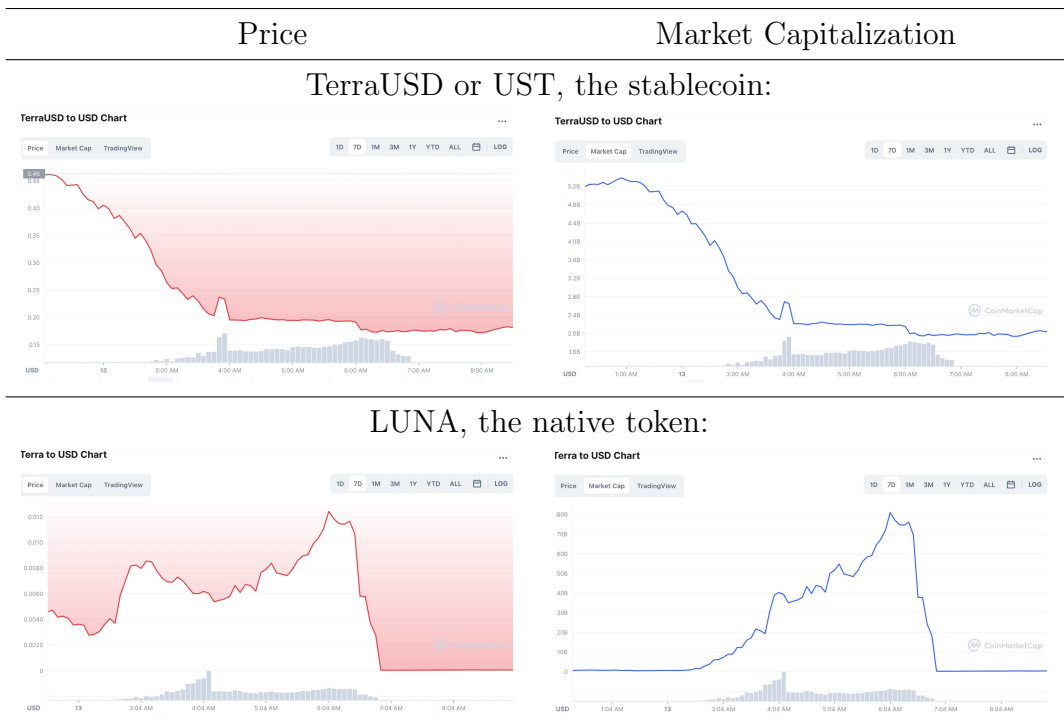 Price Market Capitalization
TerraUSD or UST, the stablecoin:
TerraUSD to USD Chart ... TerraUSD to USD Chart ...
Price Market Cap TradingView 1D 7D 1M 3M 1Y YTD ALL LOG Price Market Cap TradingView 1D 7D 1M 3M 1Y YTD ALL LOG
0.46
0.45
0.40
0.35
0.30
0.25
0.20
0.15
CoinMarketCap
USD 13 3:00 AM 4:00 AM 5:00 AM 6:00 AM 7:00 AM 8:00 AM
5.2B
4.8B
4.4B
4.0B
3.6B
3.2B
2.8B
2.4B
2.0B
1.6B
CoinMarketCap
USD 1:00 AM 13 3:00 AM 4:00 AM 5:00 AM 6:00 AM 7:00 AM 8:00 AM
LUNA, the native token:
Terra to USD Chart ... Terra to USD Chart ...
Price Market Cap TradingView 1D 7D 1M 3M 1Y YTD ALL LOG Price Market Cap TradingView 1D 7D 1M 3M 1Y YTD ALL LOG
0.012
0.010
0.0080
0.0060
0.0040
0.0020
0
CoinMarketCap
USD 13 3:04 AM 4:04 AM 5:04 AM 6:04 AM 7:04 AM 8:04 AM
80B
70B
60B
50B
40B
30B
20B
10B
0
CoinMarketCap
USD 1:04 AM 13 3:04 AM 4:04 AM 5:04 AM 6:04 AM 7:04 AM 8:04 AM